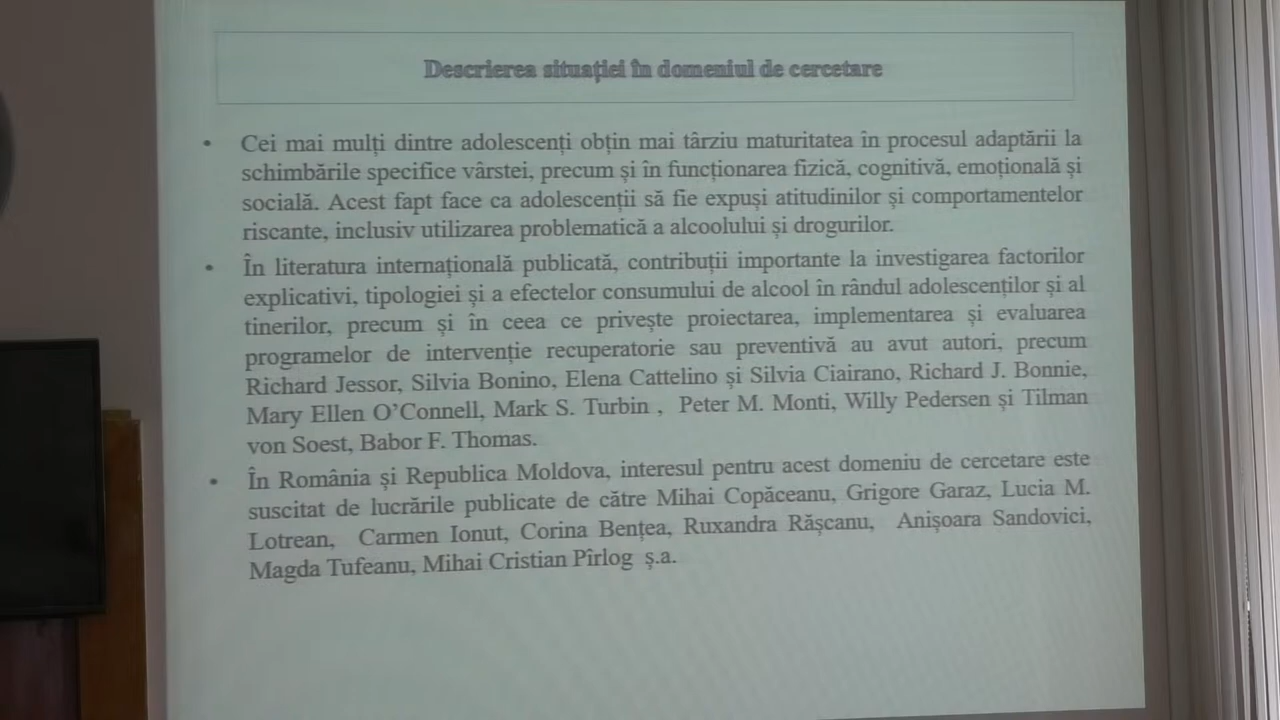 Descrierea situației în domeniul de cercetare
• Cei mai mulți dintre adolescenți obțin mai târziu maturitatea în procesul adaptării la
schimbările specifice vârstei, precum și în funcționarea fizică, cognitivă, emoțională și
socială. Acest fapt face ca adolescenții să fie expuși atitudinilor și comportamentelor
riscante, inclusiv utilizarea problematică a alcoolului și drogurilor.
• În literatura internațională publicată, contribuții importante la investigarea factorilor
explicativi, tipologiei și a efectelor consumului de alcool în rândul adolescenților și al
tinerilor, precum și în ceea ce privește proiectarea, implementarea și evaluarea
programelor de intervenție recuperatorie sau preventivă au avut autori, precum
Richard Jessor, Silvia Bonino, Elena Cattelino și Silvia Ciairano, Richard J. Bonnie,
Mary Ellen O’Connell, Mark S. Turbin , Peter M. Monti, Willy Pedersen și Tilman
von Soest, Babor F. Thomas.
• În România și Republica Moldova, interesul pentru acest domeniu de cercetare este
suscitat de lucrările publicate de către Mihai Copăceanu, Grigore Garaz, Lucia M.
Lotrean, Carmen Ionut, Corina Bențea, Ruxandra Rășcanu, Anișoara Sandovici,
Magda Tufeanu, Mihai Cristian Pîrlog ș.a.